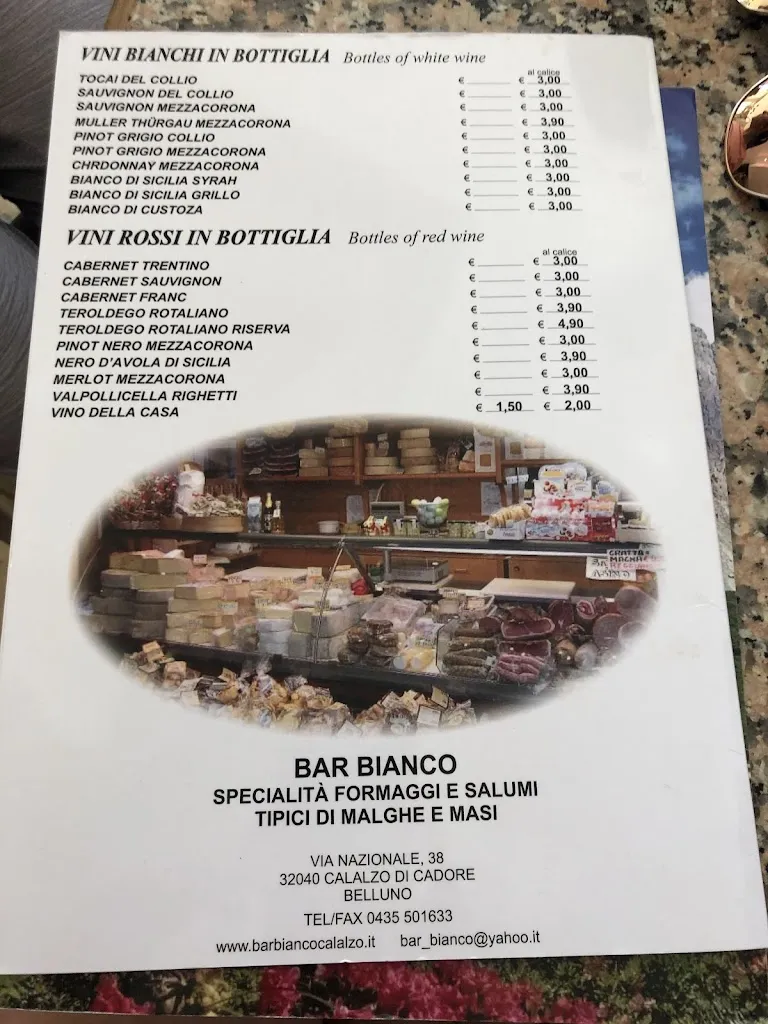 VINI BIANCHI IN BOTTIGLIA Bottles of white wine
al calice
TOCAI DEL COLLIO € € 3,00
SAUVIGNON DEL COLLIO € € 3,00
SAUVIGNON MEZZACORONA € € 3,00
MULLER THÜRGAU MEZZACORONA € € 3,90
PINOT GRIGIO COLLIO € € 3,00
PINOT GRIGIO MEZZACORONA € € 3,00
CHRDONNAY MEZZACORONA € € 3,00
BIANCO DI SICILIA SYRAH € € 3,00
BIANCO DI SICILIA GRILLO € € 3,00
BIANCO DI CUSTOZA € € 3,00
VINI ROSSI IN BOTTIGLIA Bottles of red wine
al calice
CABERNET TRENTINO € € 3,00
CABERNET SAUVIGNON € € 3,00
CABERNET FRANC € € 3,00
TEROLDEGO ROTALIANO € € 3,90
TEROLDEGO ROTALIANO RISERVA € € 4,90
PINOT NERO MEZZACORONA € € 3,00
NERO D'AVOLA DI SICILIA € € 3,90
MERLOT MEZZACORONA € € 3,00
VALPOLLICELLA RIGHETTI € € 3,90
VINO DELLA CASA € 1,50 € 2,00
BAR BIANCO
SPECIALITÀ FORMAGGI E SALUMI
TIPICI DI MALGHE E MASI
VIA NAZIONALE, 38
32040 CALALZO DI CADORE
BELLUNO
TEL/FAX 0435 501633
www.barbiancocalalzo.it bar_bianco@yahoo.it